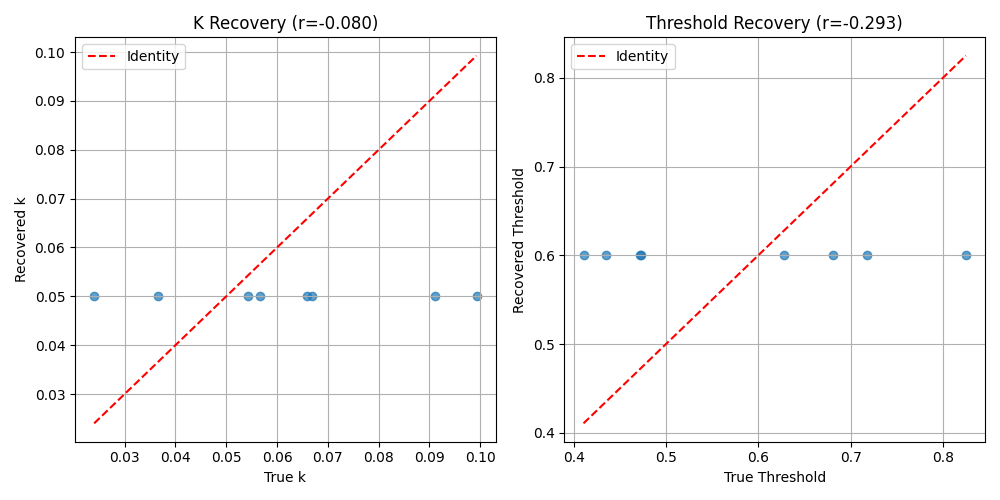 K Recovery (r=-0.080)
Identity
0.10
0.09
0.08
0.07
0.06
0.05
0.04
0.03
Recovered k
0.03 0.04 0.05 0.06 0.07 0.08 0.09 0.10
True k
Threshold Recovery (r=-0.293)
Identity
0.8
0.7
0.6
0.5
0.4
Recovered Threshold
0.4 0.5 0.6 0.7 0.8
True Threshold